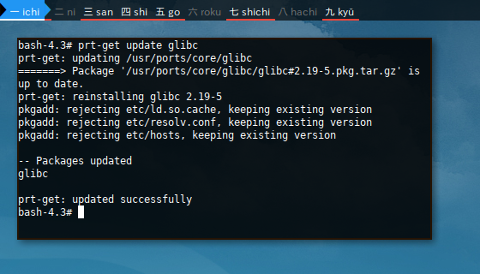 一 ichi 二 ni 三 san 四 shi 五 go 六 roku 七 shichi 八 hachi 九 kyū
bash-4.3# prt-get update glibc
prt-get: updating /usr/ports/core/glibc
=======> Package '/usr/ports/core/glibc/glibc#2.19-5.pkg.tar.gz' is
up to date.
prt-get: reinstalling glibc 2.19-5
pkgadd: rejecting etc/ld.so.cache, keeping existing version
pkgadd: rejecting etc/resolv.conf, keeping existing version
pkgadd: rejecting etc/hosts, keeping existing version
-- Packages updated
glibc
prt-get: updated successfully
bash-4.3#